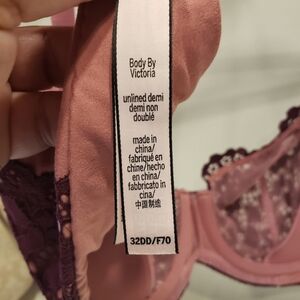 Body By
Victoria
unlined demi
demi non
doublé
made in
china/
fabriqué en
chine/hecho
en china/
fabbricato in
cina/
中国制造
32DD/F70